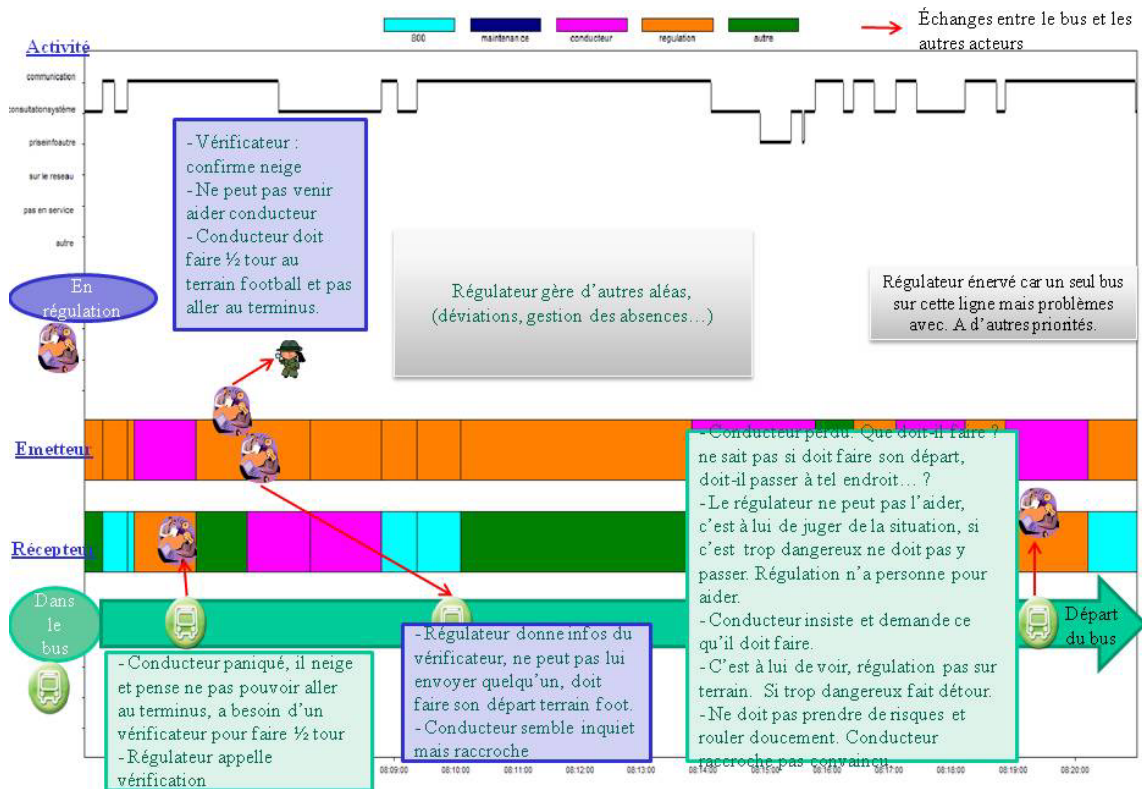 800
maintenance
conducteur
regulation
autre
Échanges entre le bus et les
autres acteurs
Activité
communication
consultationsystème
priseinfoautre
sur le reseau
pas en service
autre
- Vérificateur :
confirme neige
- Ne peut pas venir
aider conducteur
- Conducteur doit
faire ½ tour au
terrain football et pas
aller au terminus.
En
régulation
Régulateur gère d’autres aléas,
(déviations, gestion des absences…)
Régulateur énervé car un seul bus
sur cette ligne mais problèmes
avec. A d’autres priorités.
Emetteur
Récepteur
- Conducteur perdu. Que doit-il faire ?
ne sait pas si doit faire son départ,
doit-il passer à tel endroit… ?
- Le régulateur ne peut pas l’aider,
c’est à lui de juger de la situation, si
c’est trop dangereux ne doit pas y
passer. Régulation n’a personne pour
aider.
- Conducteur insiste et demande ce
qu’il doit faire.
- C’est à lui de voir, régulation pas sur
terrain. Si trop dangereux fait détour.
- Ne doit pas prendre de risques et
rouler doucement. Conducteur
raccroche pas convaincu
Dans
le
bus
Départ
du bus
- Conducteur paniqué, il neige
et pense ne pas pouvoir aller
au terminus, a besoin d’un
vérificateur pour faire ½ tour
- Régulateur appelle
vérification
- Régulateur donne infos du
vérificateur, ne peut pas lui
envoyer quelqu’un, doit
faire son départ terrain foot.
- Conducteur semble inquiet
mais raccroche
08:09:00 08:10:00 08:11:00 08:12:00 08:13:00 08:14:00 08:15:00 08:16:00 08:17:00 08:18:00 08:19:00 08:20:00